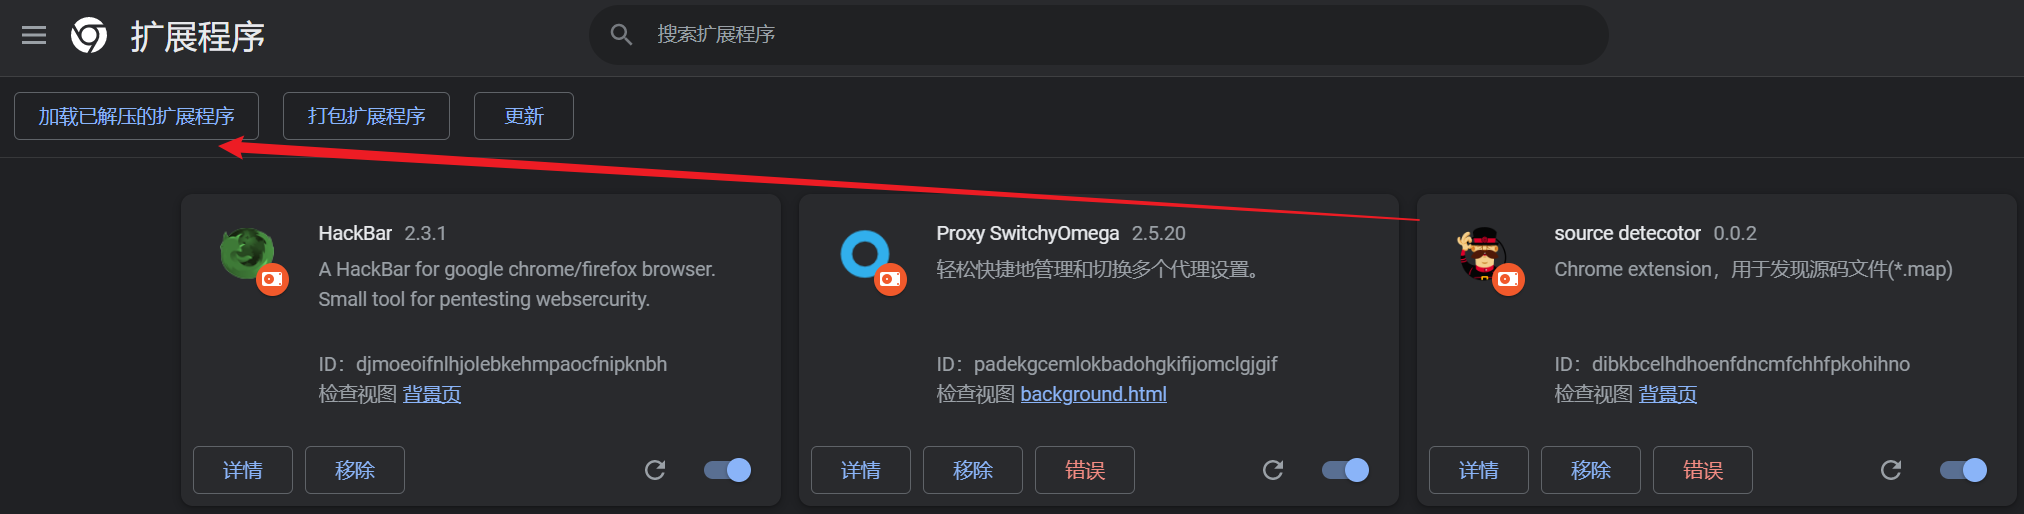 扩展程序
搜索扩展程序
加载已解压的扩展程序
打包扩展程序
更新
HackBar 2.3.1
A HackBar for google chrome/firefox browser.
Small tool for pentesting websercurity.
ID：djmoeoifnlhjolebkehmpaocfnipknbh
检查视图 背景页
详情
移除
Proxy SwitchyOmega 2.5.20
轻松快捷地管理和切换多个代理设置。
ID：padekgcemlokbadohgkifijomclgjgif
检查视图 background.html
详情
移除
错误
source detecotor 0.0.2
Chrome extension，用于发现源码文件(*.map)
ID：dibkbcelhdhoenfdncmfchhfpkohihno
检查视图 背景页
详情
移除
错误